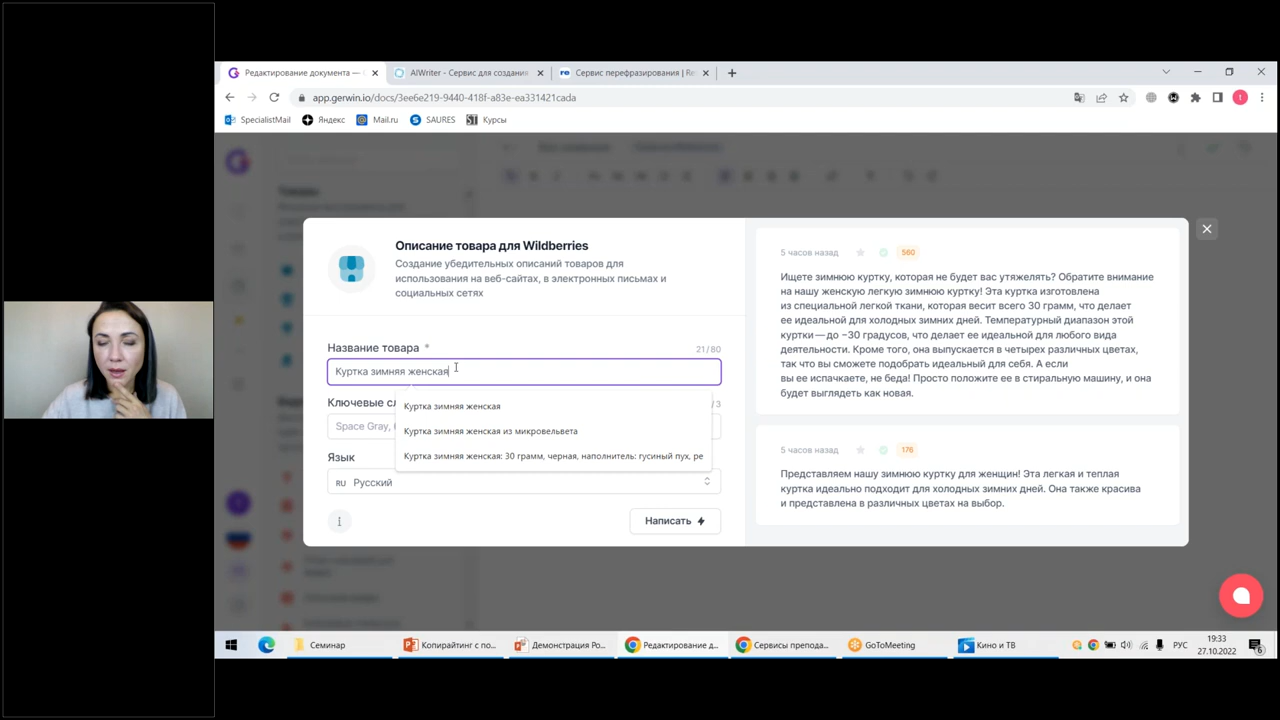 Редактирование документа —
AIWriter - Сервис для создания
Сервис перефразирования | Re
app.gerwin.io/docs/3ee6e219-9440-418f-a83e-ea331421cada
SpecialistMail
Яндекс
Mail.ru
SAURES
Курсы
Товары
Описание товара для Wildberries
Создание убедительных описаний товаров для
использования на веб-сайтах, в электронных письмах и
социальных сетях
Название товара *
21/80
Куртка зимняя женская
Ключевые сл
/3
Space Gray,
Куртка зимняя женская
Куртка зимняя женская из микровельвета
Куртка зимняя женская: 30 грамм, черная, наполнитель: гусиный пух, ре
Язык
RU Русский
Написать
5 часов назад
560
Ищете зимнюю куртку, которая не будет вас утяжелять? Обратите внимание
на нашу женскую легкую зимнюю куртку! Эта куртка изготовлена
из специальной легкой ткани, которая весит всего 30 грамм, что делает
ее идеальной для холодных зимних дней. Температурный диапазон этой
куртки — до −30 градусов, что делает ее идеальной для любого вида
деятельности. Кроме того, она выпускается в четырех различных цветах,
так что вы сможете подобрать идеальный для себя. А если
вы ее испачкаете, не беда! Просто положите ее в стиральную машину, и она
будет выглядеть как новая.
5 часов назад
176
Представляем нашу зимнюю куртку для женщин! Эта легкая и теплая
куртка идеально подходит для холодных зимних дней. Она также красива
и представлена в различных цветах на выбор.
Семинар
Копирайтинг с по...
Демонстрация Ро...
Редактирование д...
Сервисы препода...
GoToMeeting
Кино и ТВ
РУС
19:33
27.10.2022
6